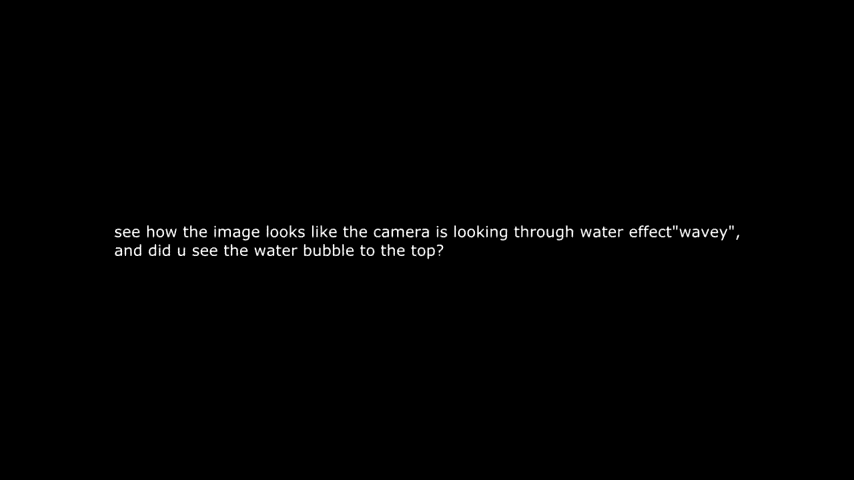 see how the image looks like the camera is looking through water effect"wavey",
and did u see the water bubble to the top?